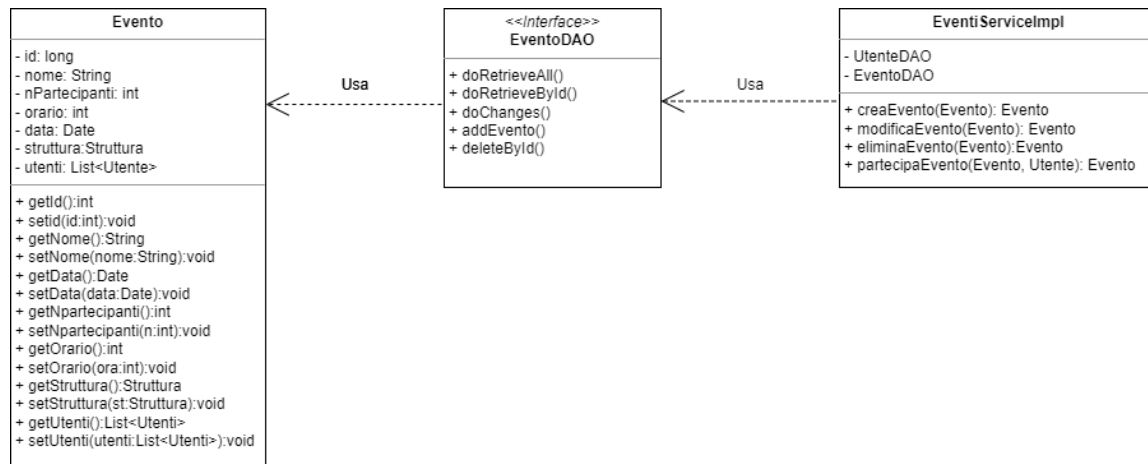 Evento
- id: long
- nome: String
- nPartecipanti: int
- orario: int
- data: Date
- struttura:Struttura
- utenti: List<Utente>
+ getId():int
+ setid(id:int):void
+ getNome():String
+ setNome(nome:String):void
+ getData():Date
+ setData(data:Date):void
+ getNpartecipanti():int
+ setNpartecipanti(n:int):void
+ getOrario():int
+ setOrario(ora:int):void
+ getStruttura():Struttura
+ setStruttura(st:Struttura):void
+ getUtenti():List<Utenti>
+ setUtenti(utenti:List<Utenti>):void
Usa
<<Interface>>
EventoDAO
+ doRetrieveAll()
+ doRetrieveById()
+ doChanges()
+ addEvento()
+ deleteById()
Usa
EventiServiceImpl
- UtenteDAO
- EventoDAO
+ creaEvento(Evento): Evento
+ modificaEvento(Evento): Evento
+ eliminaEvento(Evento):Evento
+ partecipaEvento(Evento, Utente): Evento